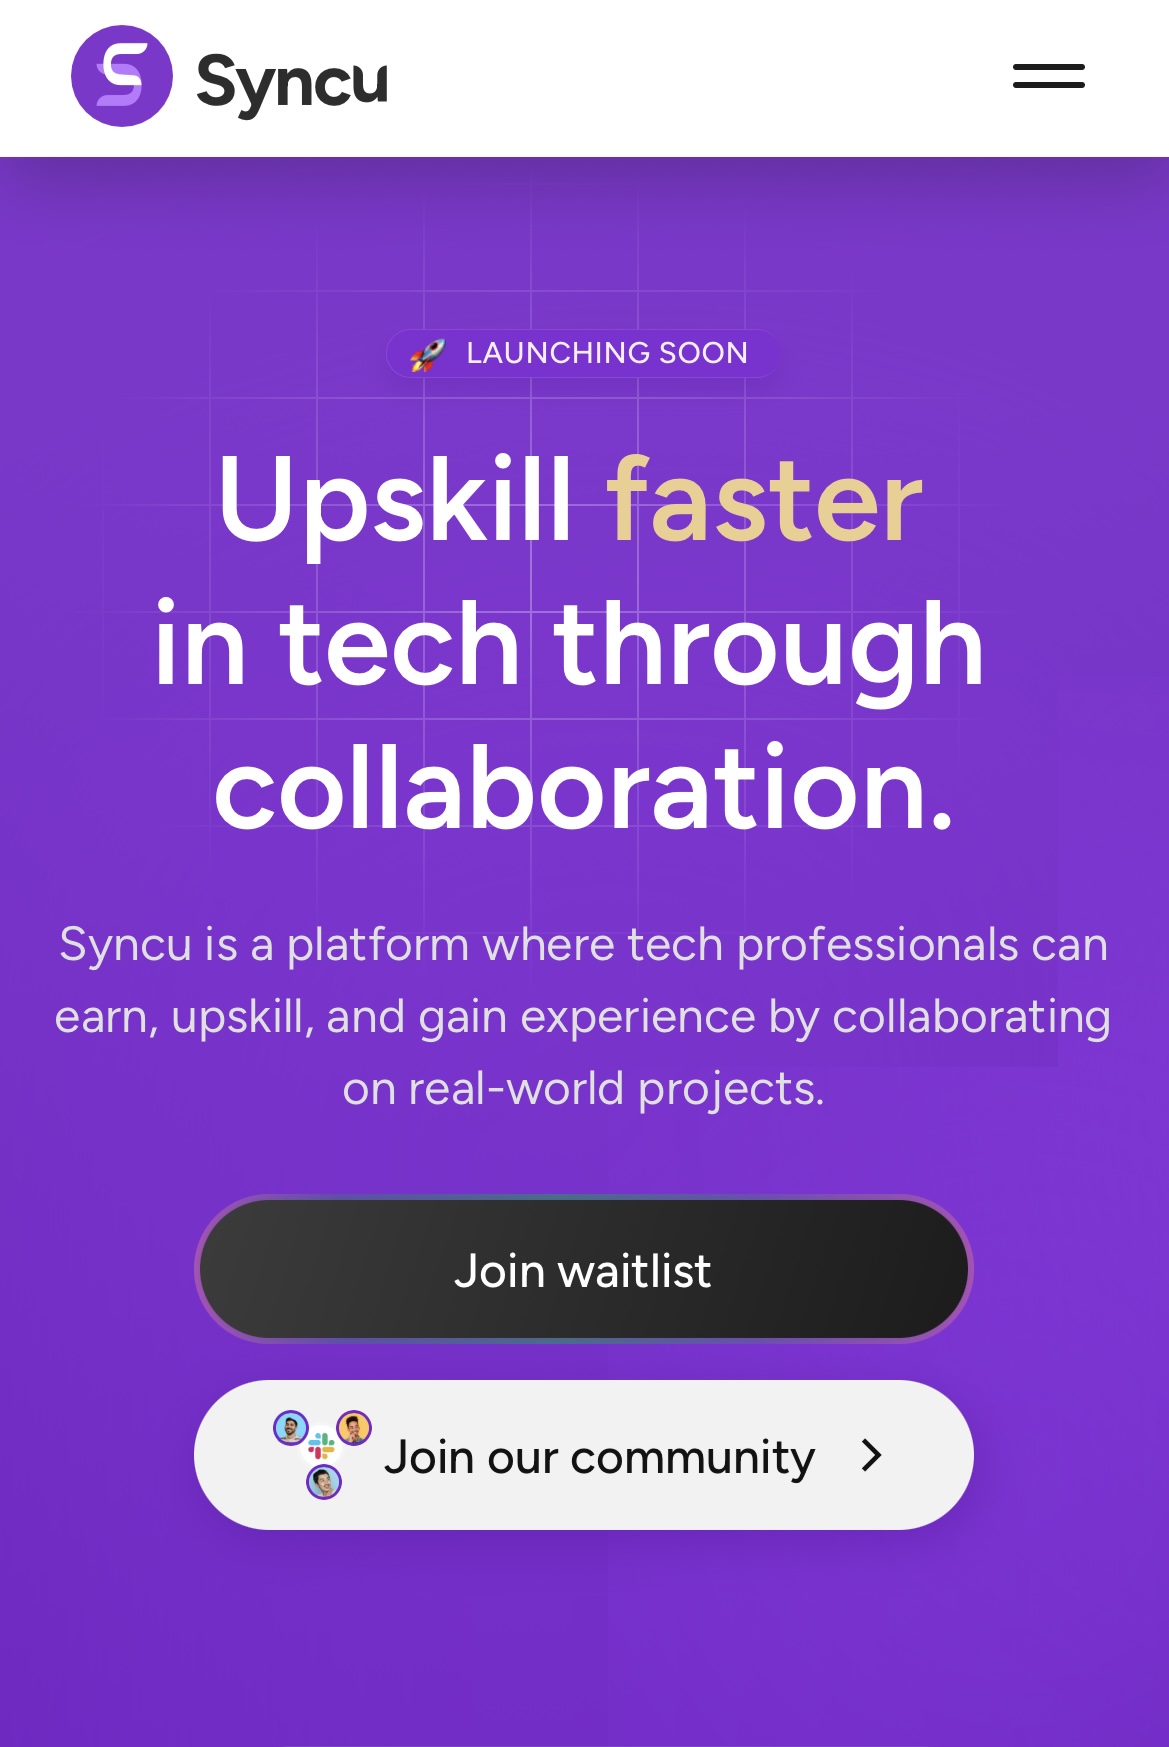 Syncu
🚀 LAUNCHING SOON
Upskill faster
in tech through
collaboration.
Syncu is a platform where tech professionals can
earn, upskill, and gain experience by collaborating
on real-world projects.
Join waitlist
Join our community